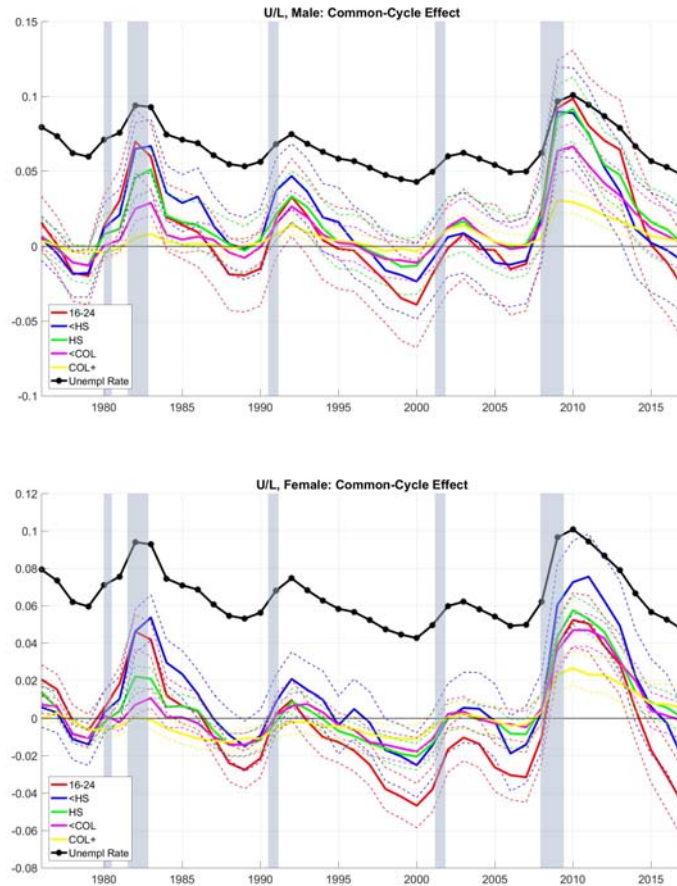 U/L, Male: Common-Cycle Effect
0.15
0.1
0.05
0
-0.05
-0.1
16-24
<HS
HS
<COL
COL+
Unempl Rate
1980 1985 1990 1995 2000 2005 2010 2015
U/L, Female: Common-Cycle Effect
0.12
0.1
0.08
0.06
0.04
0.02
0
-0.02
-0.04
-0.06
-0.08
16-24
<HS
HS
<COL
COL+
Unempl Rate
1980 1985 1990 1995 2000 2005 2010 2015